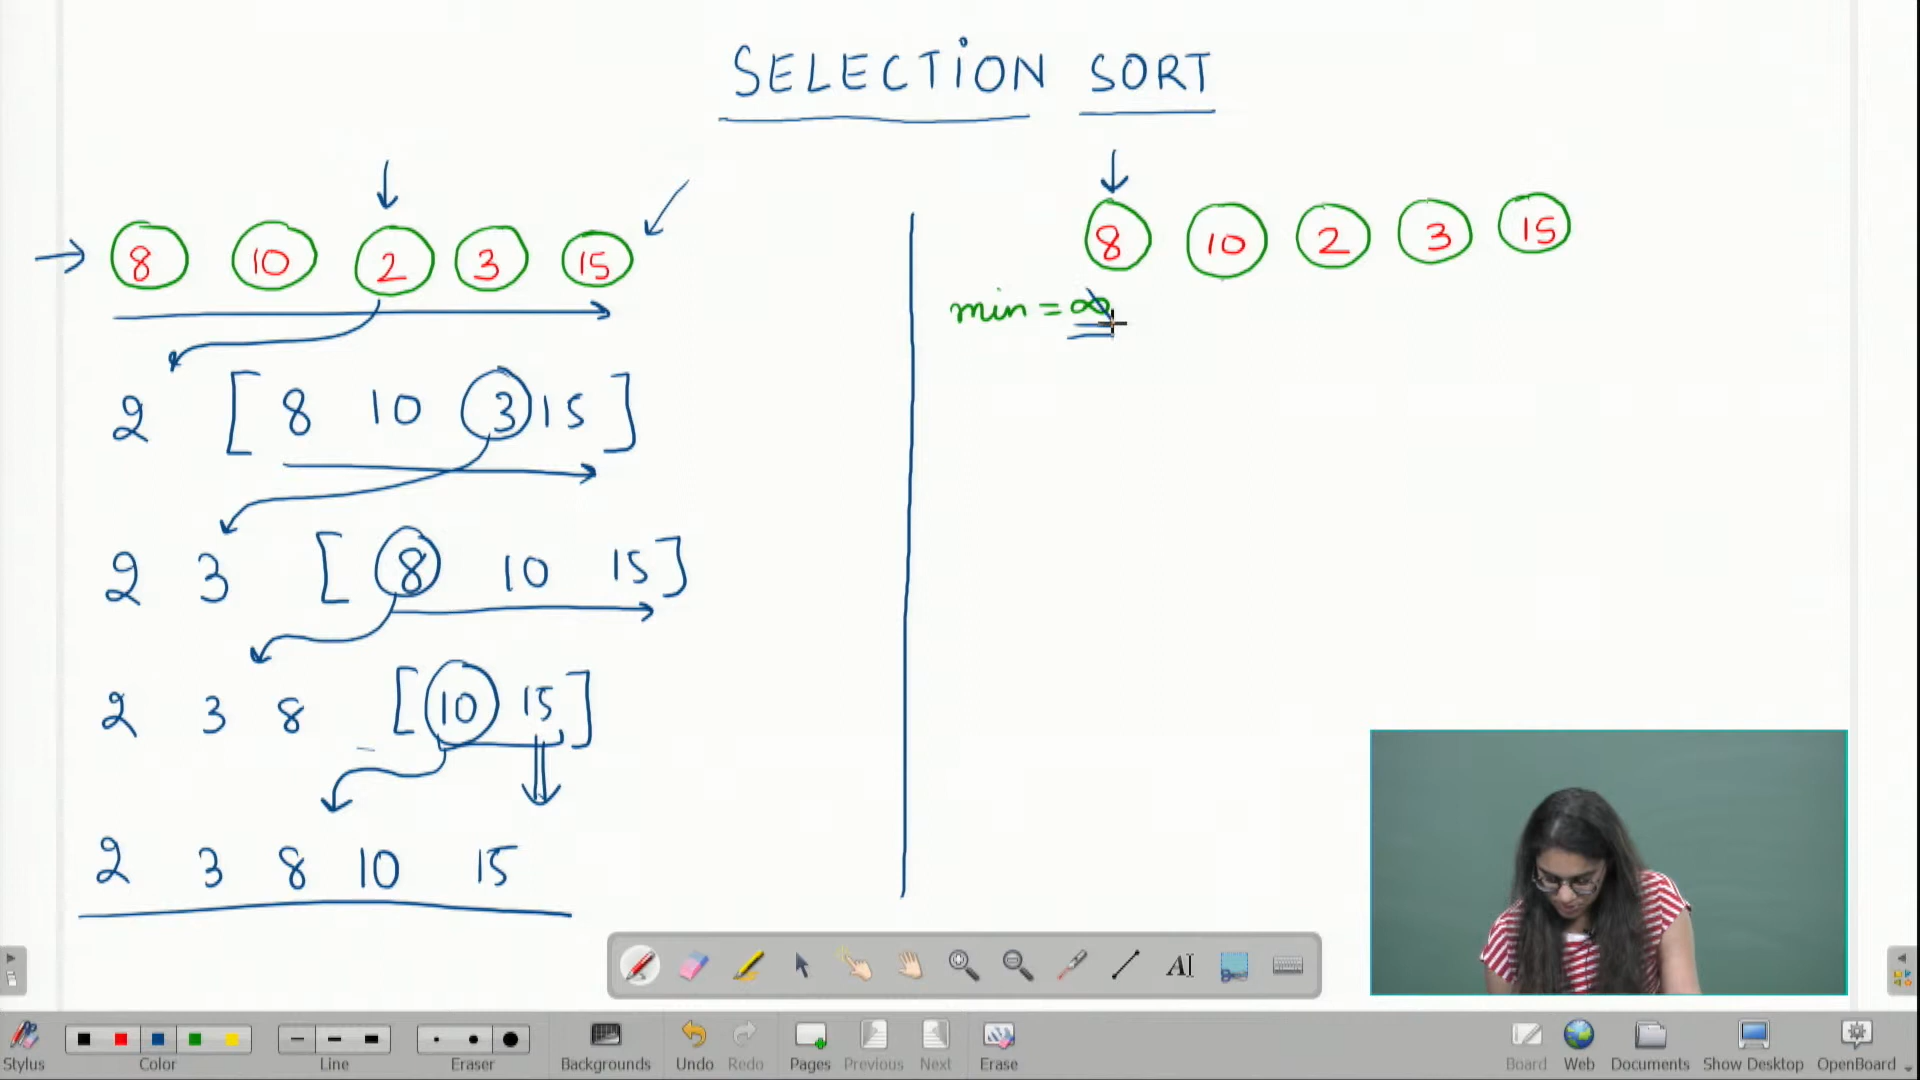 SELECTiON SORT
8 10 2 3 15
2 [ 8 10 3 15 ]
2 3 [ 8 10 15 ]
2 3 8 [ 10 15 ]
2 3 8 10 15
8 10 2 3 15
min = ∞
Stylus
Color
Line
Eraser
Backgrounds
Undo
Redo
Pages
Previous
Next
Erase
Board
Web
Documents
Show Desktop
OpenBoard